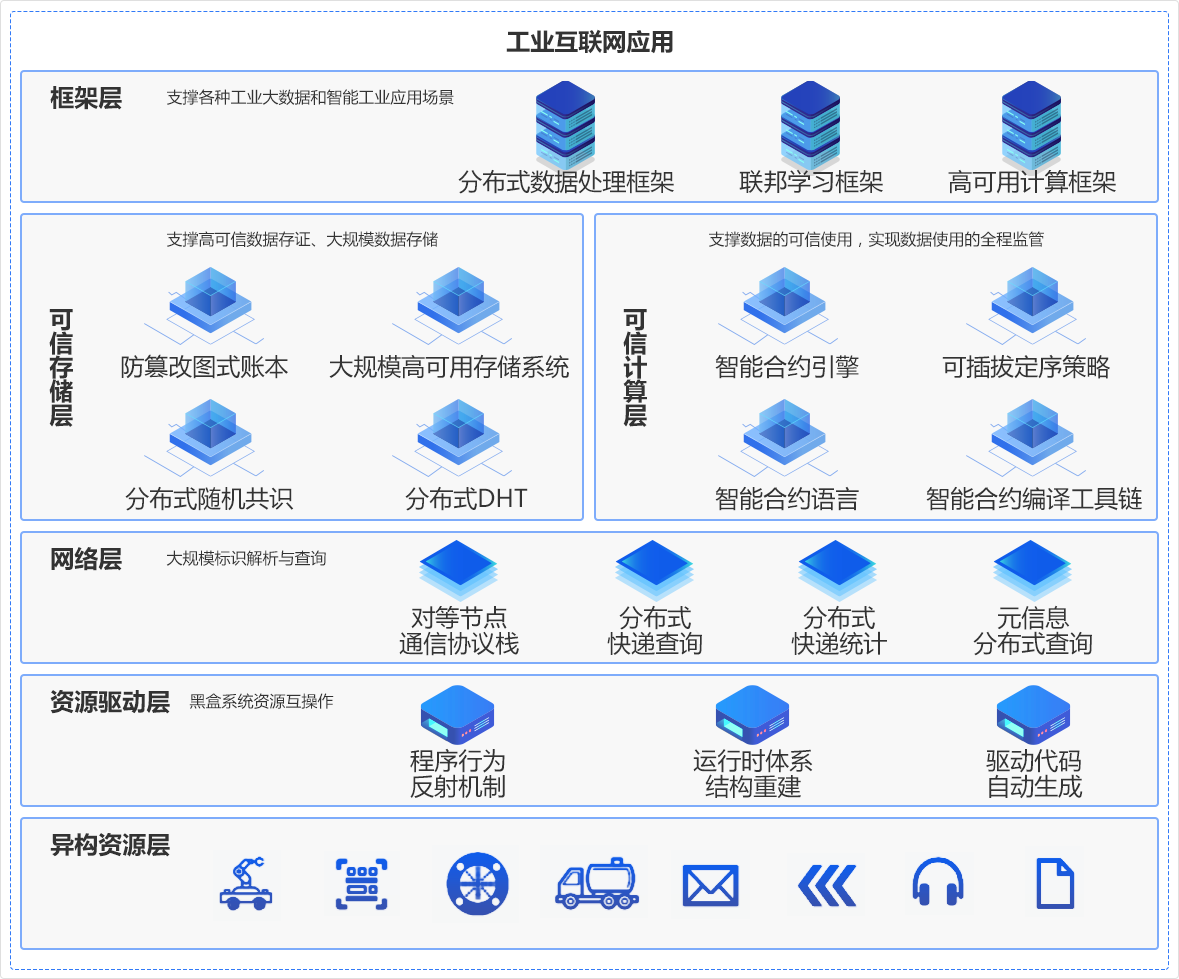 工业互联网应用
框架层
支撑各种工业大数据和智能工业应用场景
分布式数据处理框架
联邦学习框架
高可用计算框架
可信存储层
支撑高可信数据存证、大规模数据存储
防篡改图式账本
大规模高可用存储系统
分布式随机共识
分布式DHT
可信计算层
支撑数据的可信使用，实现数据使用的全程监管
智能合约引擎
可插拔定序策略
智能合约语言
智能合约编译工具链
网络层
大规模标识解析与查询
对等节点
通信协议栈
分布式
快递查询
分布式
快递统计
元信息
分布式查询
资源驱动层
黑盒系统资源互操作
程序行为
反射机制
运行时体系
结构重建
驱动代码
自动生成
异构资源层